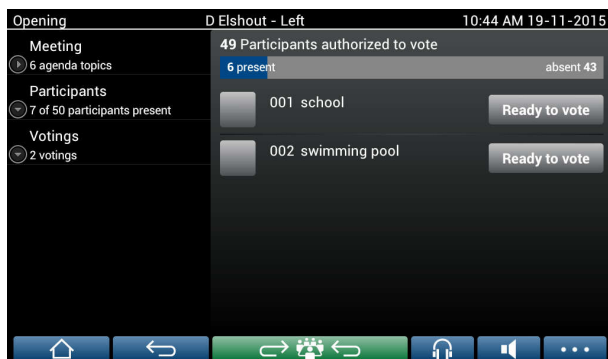 Opening D Elshout - Left 10:44 AM 19-11-2015
Meeting
6 agenda topics
Participants
7 of 50 participants present
Votings
2 votings
49 Participants authorized to vote
6 present absent 43
001 school Ready to vote
002 swimming pool Ready to vote